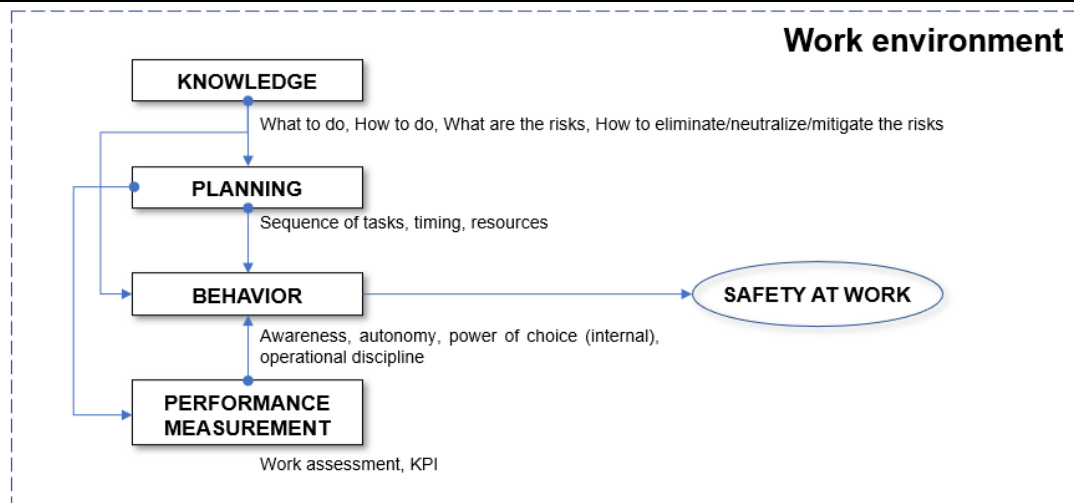 Work environment
KNOWLEDGE
What to do, How to do, What are the risks, How to eliminate/neutralize/mitigate the risks
PLANNING
Sequence of tasks, timing, resources
BEHAVIOR
SAFETY AT WORK
Awareness, autonomy, power of choice (internal),
operational discipline
PERFORMANCE
MEASUREMENT
Work assessment, KPI